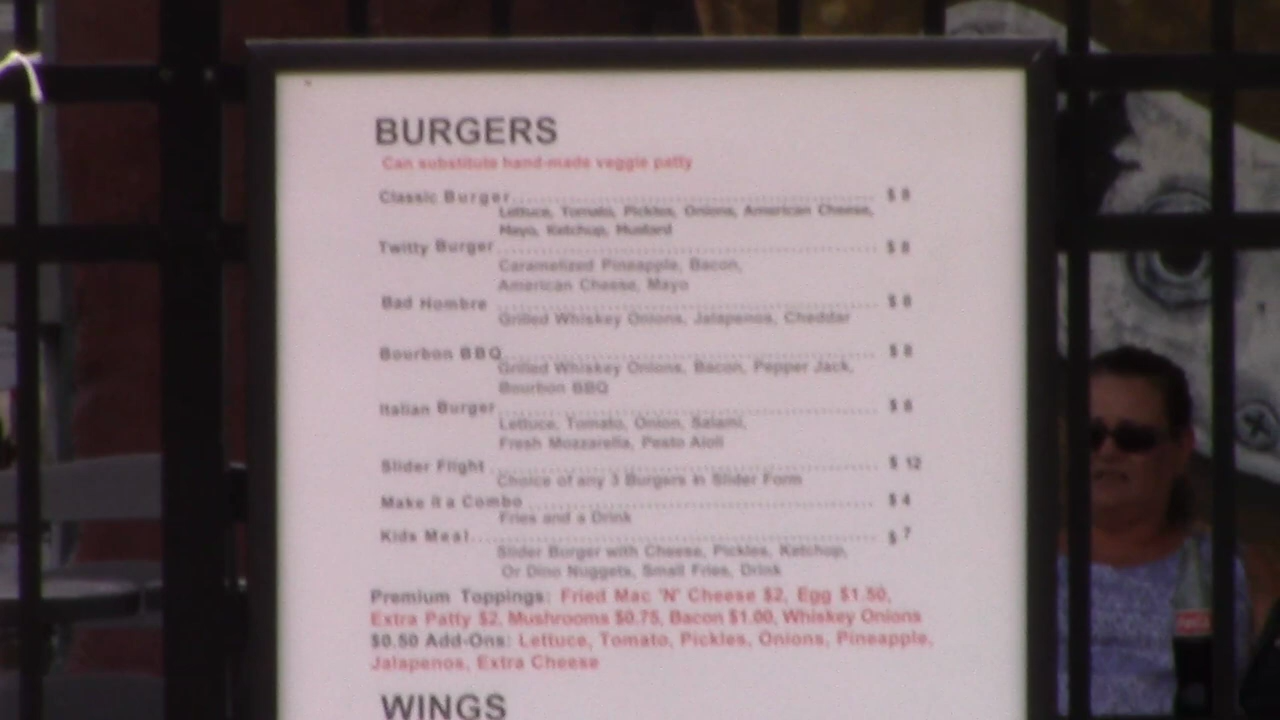 BURGERS
Can substitute hand-made veggie patty
Classic Burger $ 8
Lettuce, Tomato, Pickles, Onions, American Cheese,
Mayo, Ketchup, Mustard
Twitty Burger $ 8
Caramelized Pineapple, Bacon,
American Cheese, Mayo
Bad Hombre $ 8
Grilled Whiskey Onions, Jalapenos, Cheddar
Bourbon BBQ $ 8
Grilled Whiskey Onions, Bacon, Pepper Jack,
Bourbon BBQ
Italian Burger $ 8
Lettuce, Tomato, Onion, Salami,
Fresh Mozzarella, Pesto Aioli
Slider Flight $ 12
Choice of any 3 Burgers in Slider Form
Make it a Combo $ 4
Fries and a Drink
Kids Meal $ 7
Slider Burger with Cheese, Pickles, Ketchup,
Or Dino Nuggets, Small Fries, Drink
Premium Toppings: Fried Mac 'N' Cheese $2, Egg $1.50,
Extra Patty $2, Mushrooms $0.75, Bacon $1.00, Whiskey Onions
$0.50 Add-Ons: Lettuce, Tomato, Pickles, Onions, Pineapple,
Jalapenos, Extra Cheese
WINGS